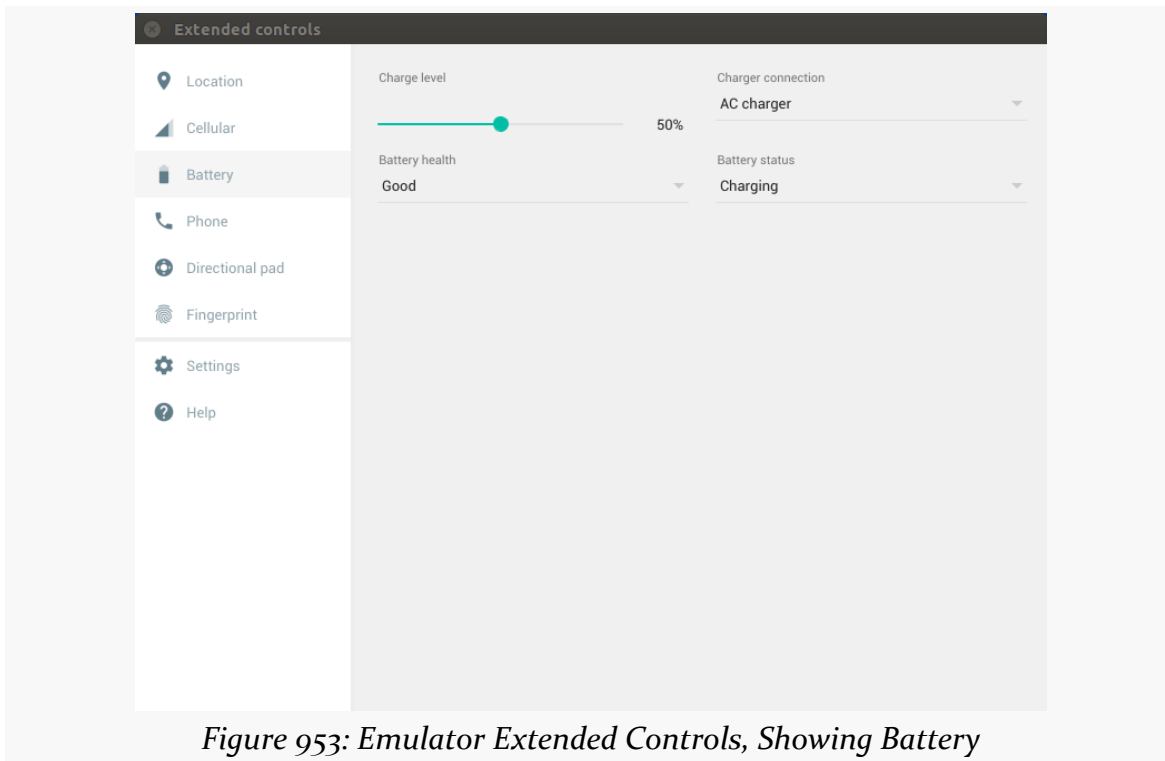 Extended controls
Location
Cellular
Battery
Phone
Directional pad
Fingerprint
Settings
Help
Charge level
50%
Charger connection
AC charger
Battery health
Good
Battery status
Charging
Figure 953: Emulator Extended Controls, Showing Battery